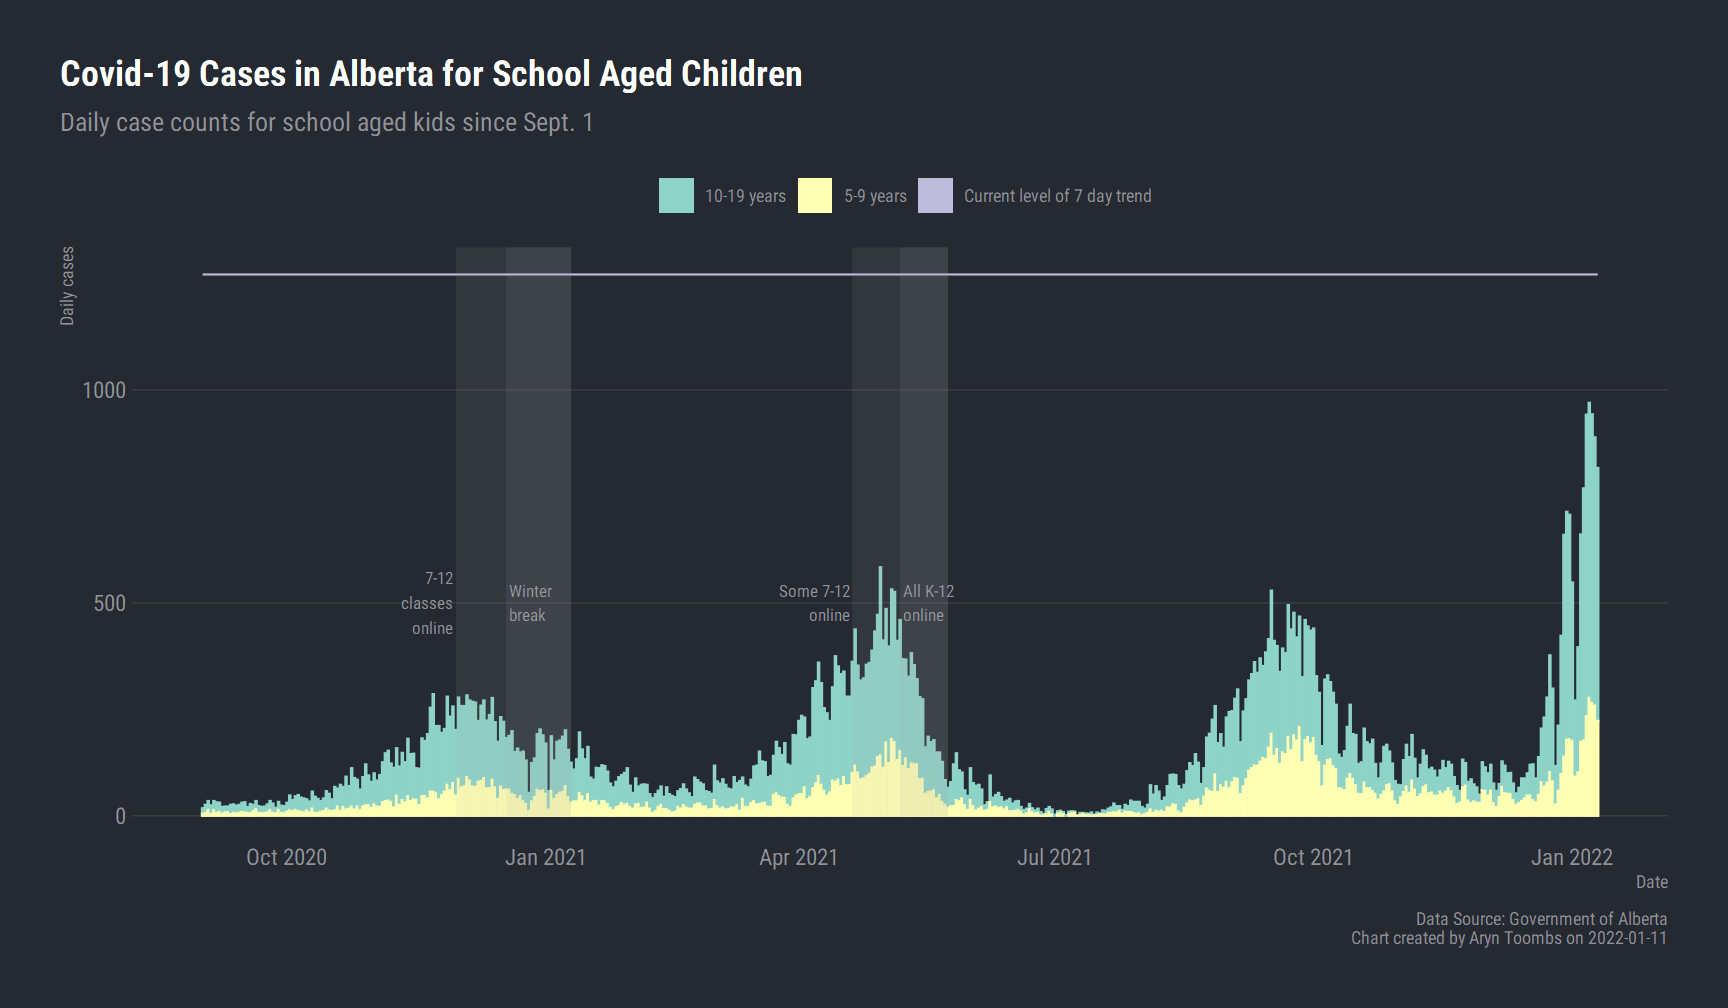 Covid-19 Cases in Alberta for School Aged Children
Daily case counts for school aged kids since Sept. 1
10-19 years
5-9 years
Current level of 7 day trend
Daily cases
1000
500
0
7-12
classes
online
Winter
break
Some 7-12
online
All K-12
online
Oct 2020
Jan 2021
Apr 2021
Jul 2021
Oct 2021
Jan 2022
Date
Data Source: Government of Alberta
Chart created by Aryn Toombs on 2022-01-11